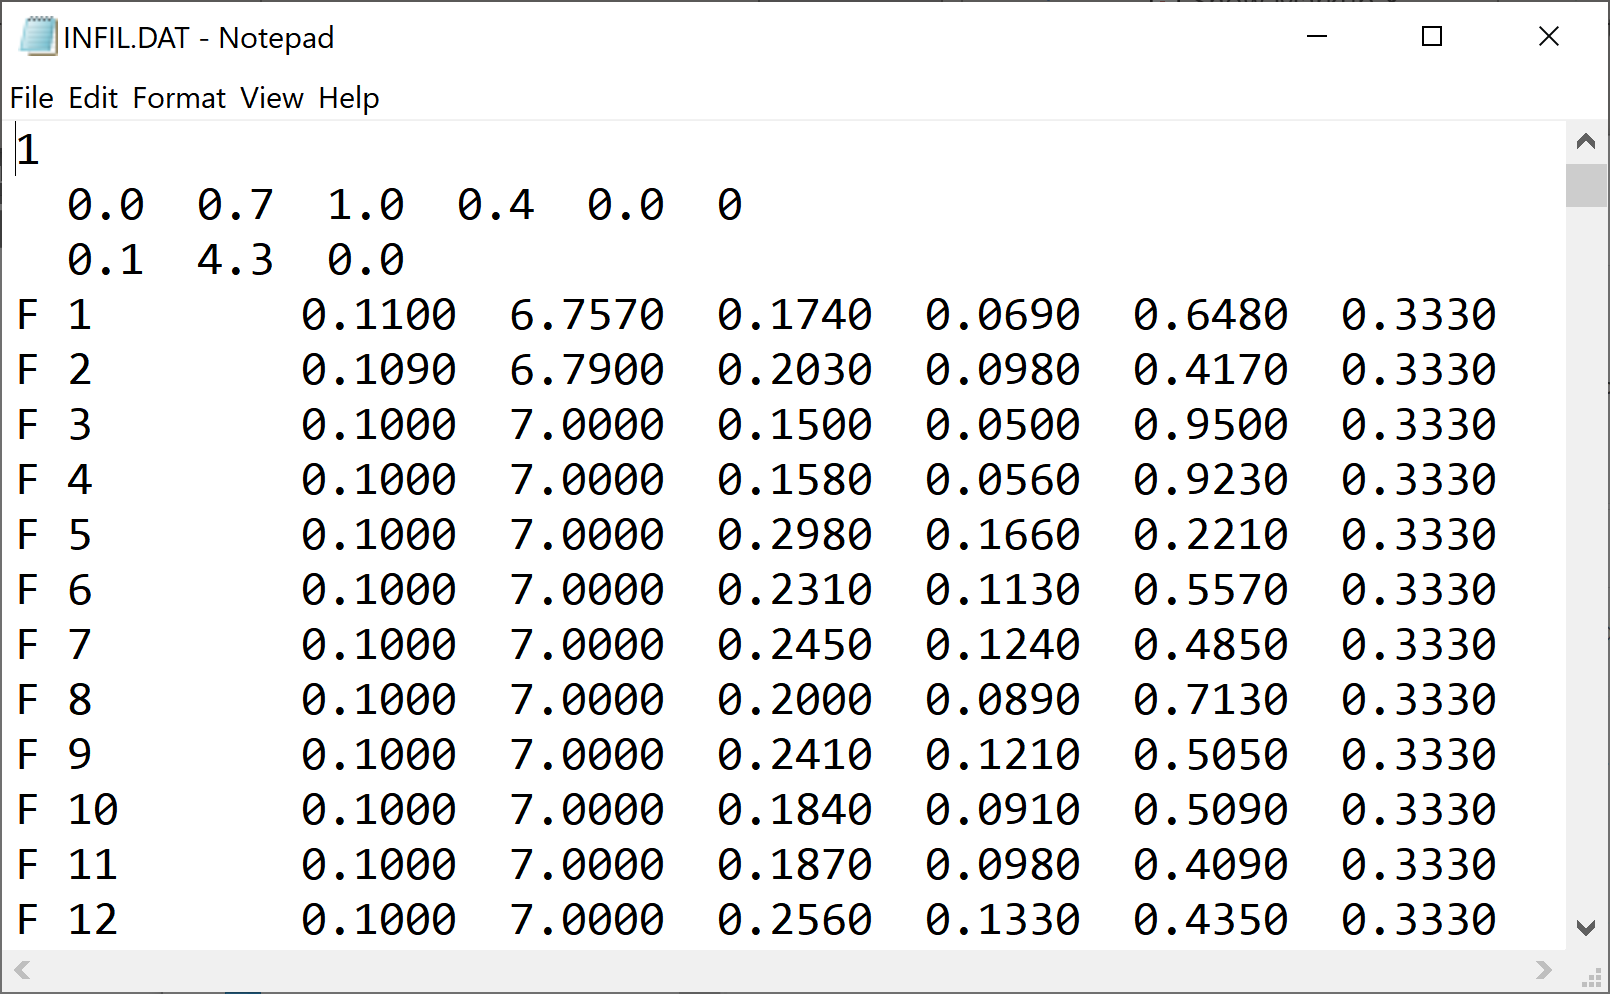 INFIL.DAT - Notepad
File Edit Format View Help
1
0.0 0.7 1.0 0.4 0.0 0
0.1 4.3 0.0
F 1 0.1100 6.7570 0.1740 0.0690 0.6480 0.3330
F 2 0.1090 6.7900 0.2030 0.0980 0.4170 0.3330
F 3 0.1000 7.0000 0.1500 0.0500 0.9500 0.3330
F 4 0.1000 7.0000 0.1580 0.0560 0.9230 0.3330
F 5 0.1000 7.0000 0.2980 0.1660 0.2210 0.3330
F 6 0.1000 7.0000 0.2310 0.1130 0.5570 0.3330
F 7 0.1000 7.0000 0.2450 0.1240 0.4850 0.3330
F 8 0.1000 7.0000 0.2000 0.0890 0.7130 0.3330
F 9 0.1000 7.0000 0.2410 0.1210 0.5050 0.3330
F 10 0.1000 7.0000 0.1840 0.0910 0.5090 0.3330
F 11 0.1000 7.0000 0.1870 0.0980 0.4090 0.3330
F 12 0.1000 7.0000 0.2560 0.1330 0.4350 0.3330